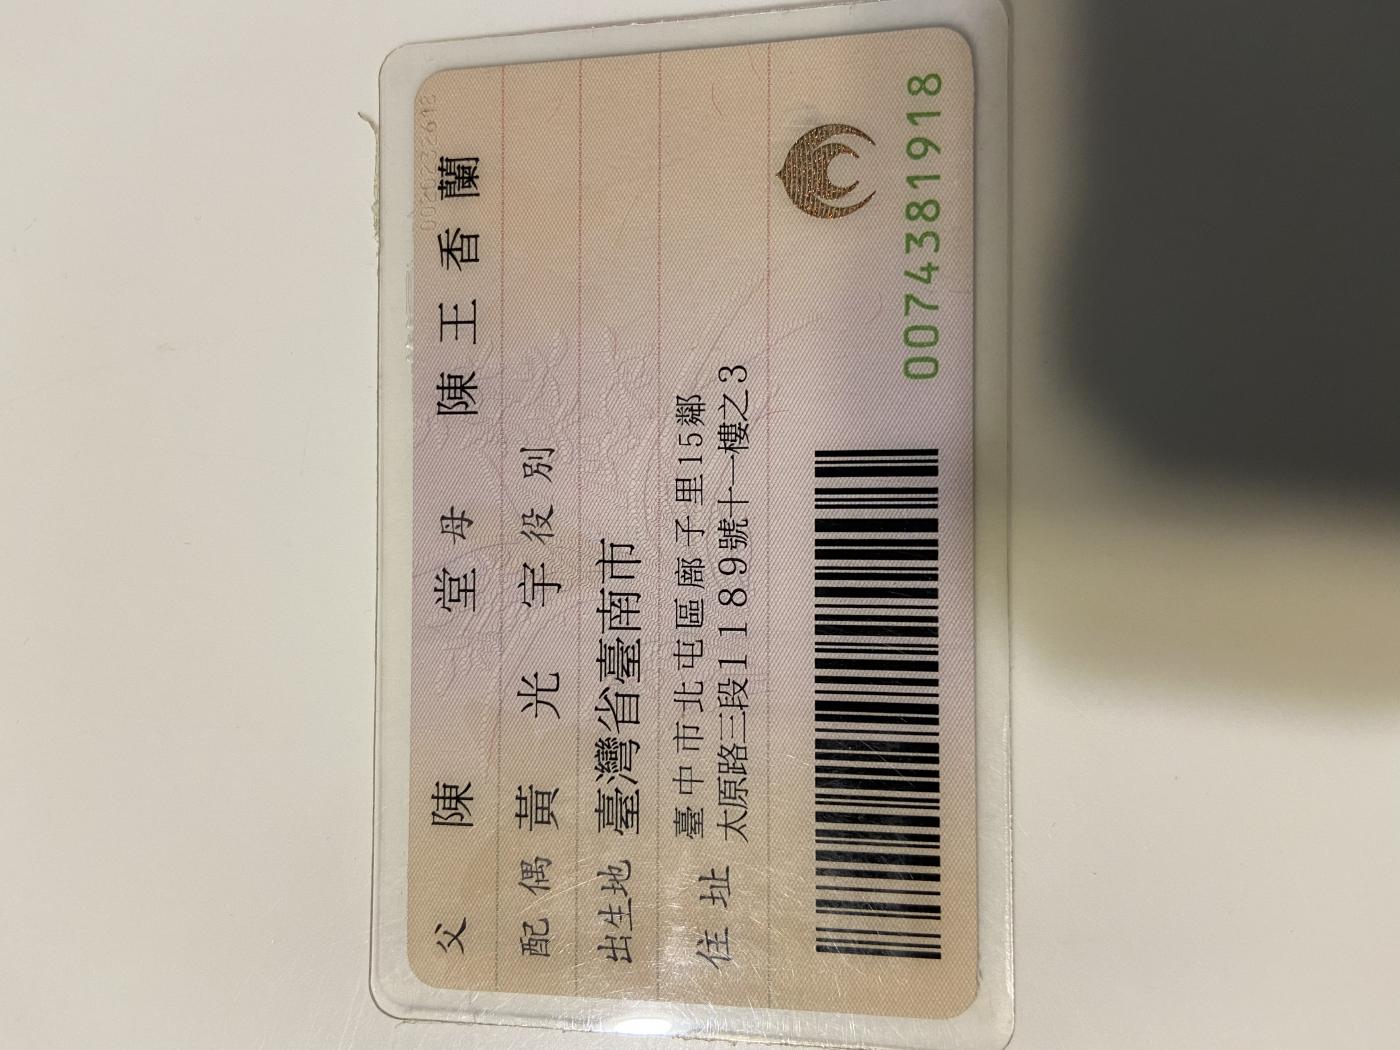 父 陳 堂 母 陳 王 香 蘭
配偶 黃 光 宇 役別
出生地 臺灣省臺南市
住址 臺中市北屯區廍子里15鄰
太原路三段1189號十一樓之3
0074381918